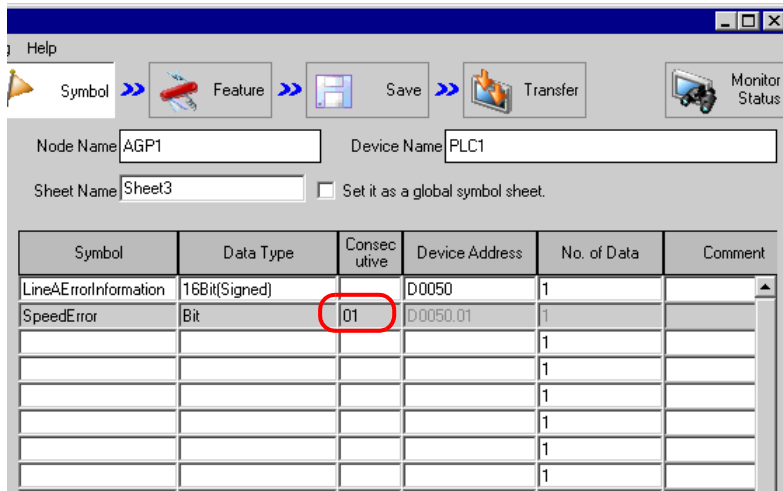 g Help
Symbol Feature Save Transfer Monitor
Status
Node Name AGP1 Device Name PLC1
Sheet Name Sheet3 Set it as a global symbol sheet.
Symbol Data Type Consec
utive Device Address No. of Data Comment
LineAErrorInformation 16Bit(Signed) D0050 1
SpeedError Bit 01 D0050.01 1
1
1
1
1
1
1